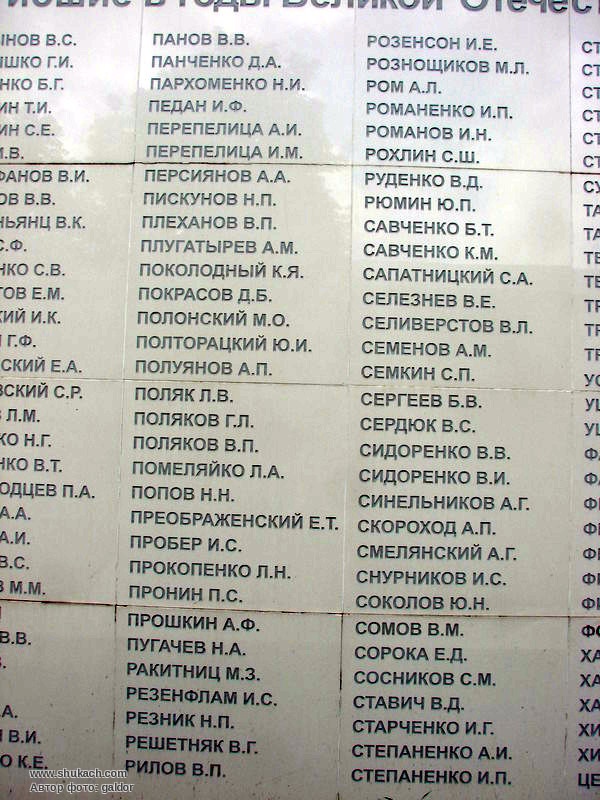 в годы Великой
В.С.
Г.И.
Б.Г.
Т.И.
С.Е.
В.И.
В.В.
В.К.
С.Ф.
С.В.
Е.М.
И.К.
Г.Ф.
Е.А.
С.Р.
Л.М.
Н.Г.
В.Т.
П.А.
А.А.
А.И.
В.С.
М.М.
В.В.
В.И.
К.Е.
ПАНОВ В.В.
ПАНЧЕНКО Д.А.
ПАРХОМЕНКО Н.И.
ПЕДАН И.Ф.
ПЕРЕПЕЛИЦА А.И.
ПЕРЕПЕЛИЦА И.М.
ПЕРСИЯНОВ А.А.
ПИСКУНОВ Н.П.
ПЛЕХАНОВ В.П.
ПЛУГАТЫРЕВ А.М.
ПОКОЛОДНЫЙ К.Я.
ПОКРАСОВ Д.Б.
ПОЛОНСКИЙ М.О.
ПОЛТОРАЦКИЙ Ю.И.
ПОЛУЯНОВ А.П.
ПОЛЯК Л.В.
ПОЛЯКОВ Г.Л.
ПОЛЯКОВ В.П.
ПОМЕЛЯЙКО Л.А.
ПОПОВ Н.Н.
ПРЕОБРАЖЕНСКИЙ Е.Т.
ПРОБЕР И.С.
ПРОКОПЕНКО Л.Н.
ПРОНИН П.С.
ПРОШКИН А.Ф.
ПУГАЧЕВ Н.А.
РАКИТНИЦ М.З.
РЕЗЕНФЛАМ И.С.
РЕЗНИК Н.П.
РЕШЕТНЯК В.Г.
РИЛОВ В.П.
РОЗЕНСОН И.Е.
РОЗНОЩИКОВ М.Л.
РОМ А.Л.
РОМАНЕНКО И.П.
РОМАНОВ И.Н.
РОХЛИН С.Ш.
РУДЕНКО В.Д.
РЮМИН Ю.П.
САВЧЕНКО Б.Т.
САВЧЕНКО К.М.
САПАТНИЦКИЙ С.А.
СЕЛЕЗНЕВ В.Е.
СЕЛИВЕРСТОВ В.Л.
СЕМЕНОВ А.М.
СЕМКИН С.П.
СЕРГЕЕВ Б.В.
СЕРДЮК В.С.
СИДОРЕНКО В.В.
СИДОРЕНКО В.И.
СИНЕЛЬНИКОВ А.Г.
СКОРОХОД А.П.
СМЕЛЯНСКИЙ А.Г.
СНУРНИКОВ И.С.
СОКОЛОВ Ю.Н.
СОМОВ В.М.
СОРОКА Е.Д.
СОСНИКОВ С.М.
СТАВИЧ В.Д.
СТАРЧЕНКО И.Г.
СТЕПАНЕНКО А.И.
СТЕПАНЕНКО И.П.
www.shukach.com
Автор фото: gaklor